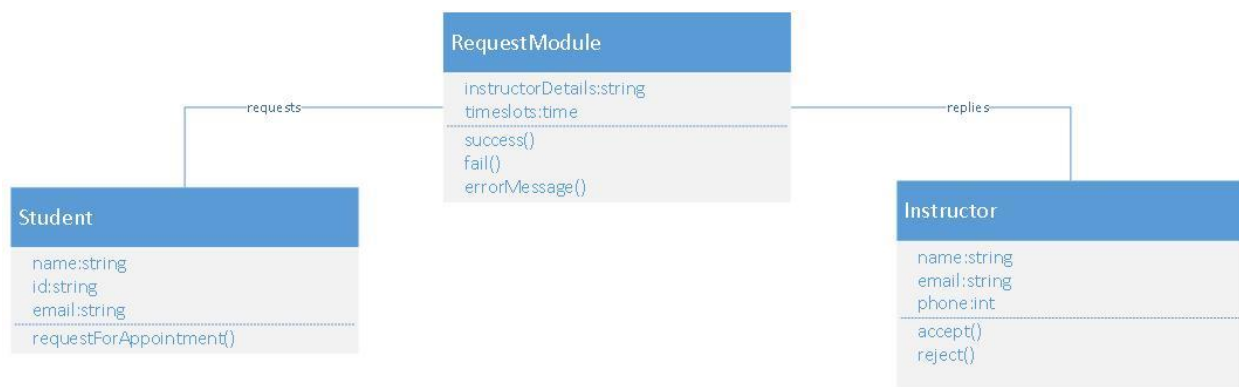 RequestModule
instructorDetails:string
timeslots:time
success()
fail()
errorMessage()
requests
replies
Student
name:string
id:string
email:string
requestForAppointment()
Instructor
name:string
email:string
phone:int
accept()
reject()